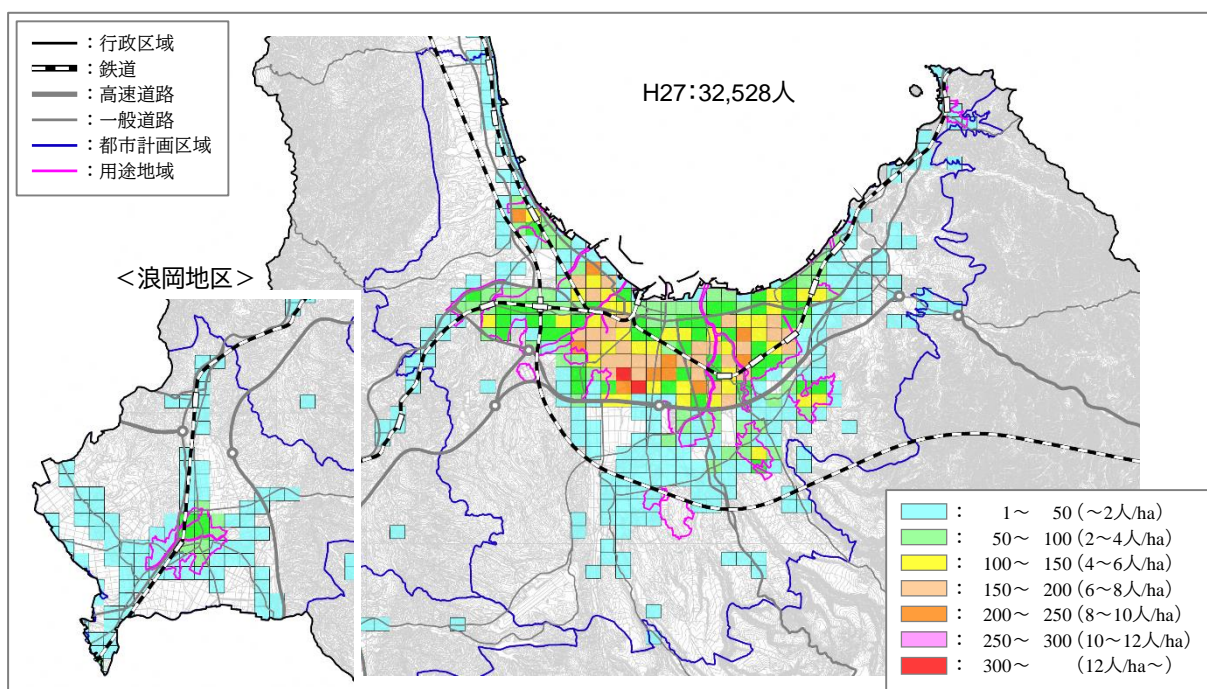 ：行政区域
：鉄道
：高速道路
：一般道路
：都市計画区域
：用途地域
H27：32,528人
＜浪岡地区＞
： 1～ 50（～2人/ha）
： 50～ 100（2～4人/ha）
： 100～ 150（4～6人/ha）
： 150～ 200（6～8人/ha）
： 200～ 250（8～10人/ha）
： 250～ 300（10～12人/ha）
： 300～ （12人/ha～）